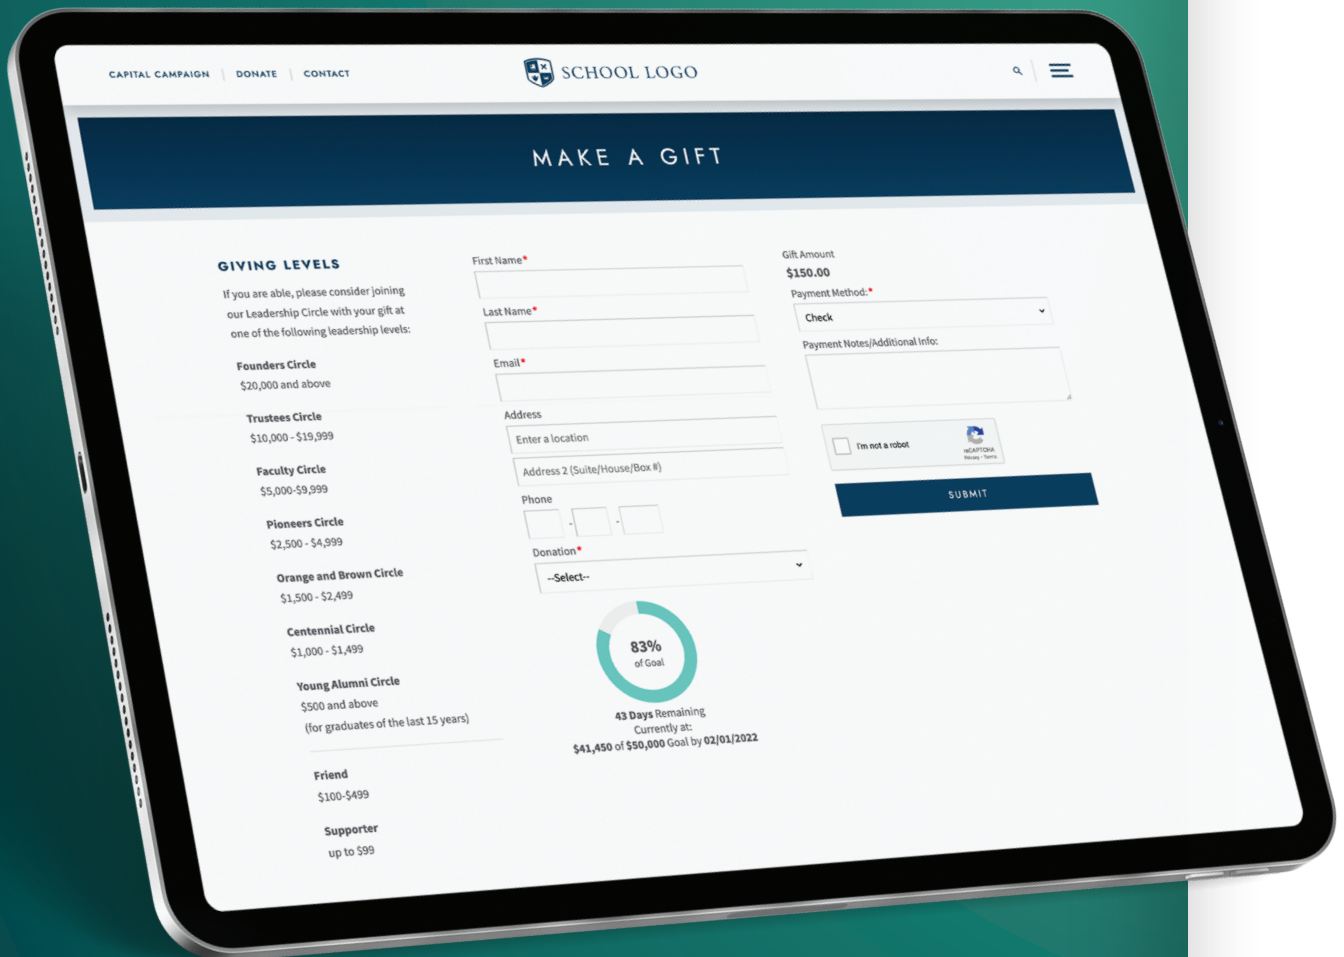 CAPITAL CAMPAIGN
DONATE
CONTACT
SCHOOL LOGO
MAKE A GIFT
GIVING LEVELS
If you are able, please consider joining
our Leadership Circle with your gift at
one of the following leadership levels:
Founders Circle
$20,000 and above
Trustees Circle
$10,000 - $19,999
Faculty Circle
$5,000-$9,999
Pioneers Circle
$2,500 - $4,999
Orange and Brown Circle
$1,500 - $2,499
Centennial Circle
$1,000 - $1,499
Young Alumni Circle
$500 and above
(for graduates of the last 15 years)
Friend
$100-$499
Supporter
up to $99
First Name*
Last Name*
Email*
Address
Enter a location
Address 2 (Suite/House/Box #)
Phone
- -
Donation*
--Select--
83%
of Goal
43 Days Remaining
Currently at:
$41,450 of $50,000 Goal by 02/01/2022
Gift Amount
$150.00
Payment Method:*
Check
Payment Notes/Additional Info:
I'm not a robot
reCAPTCHA
Privacy - Terms
SUBMIT